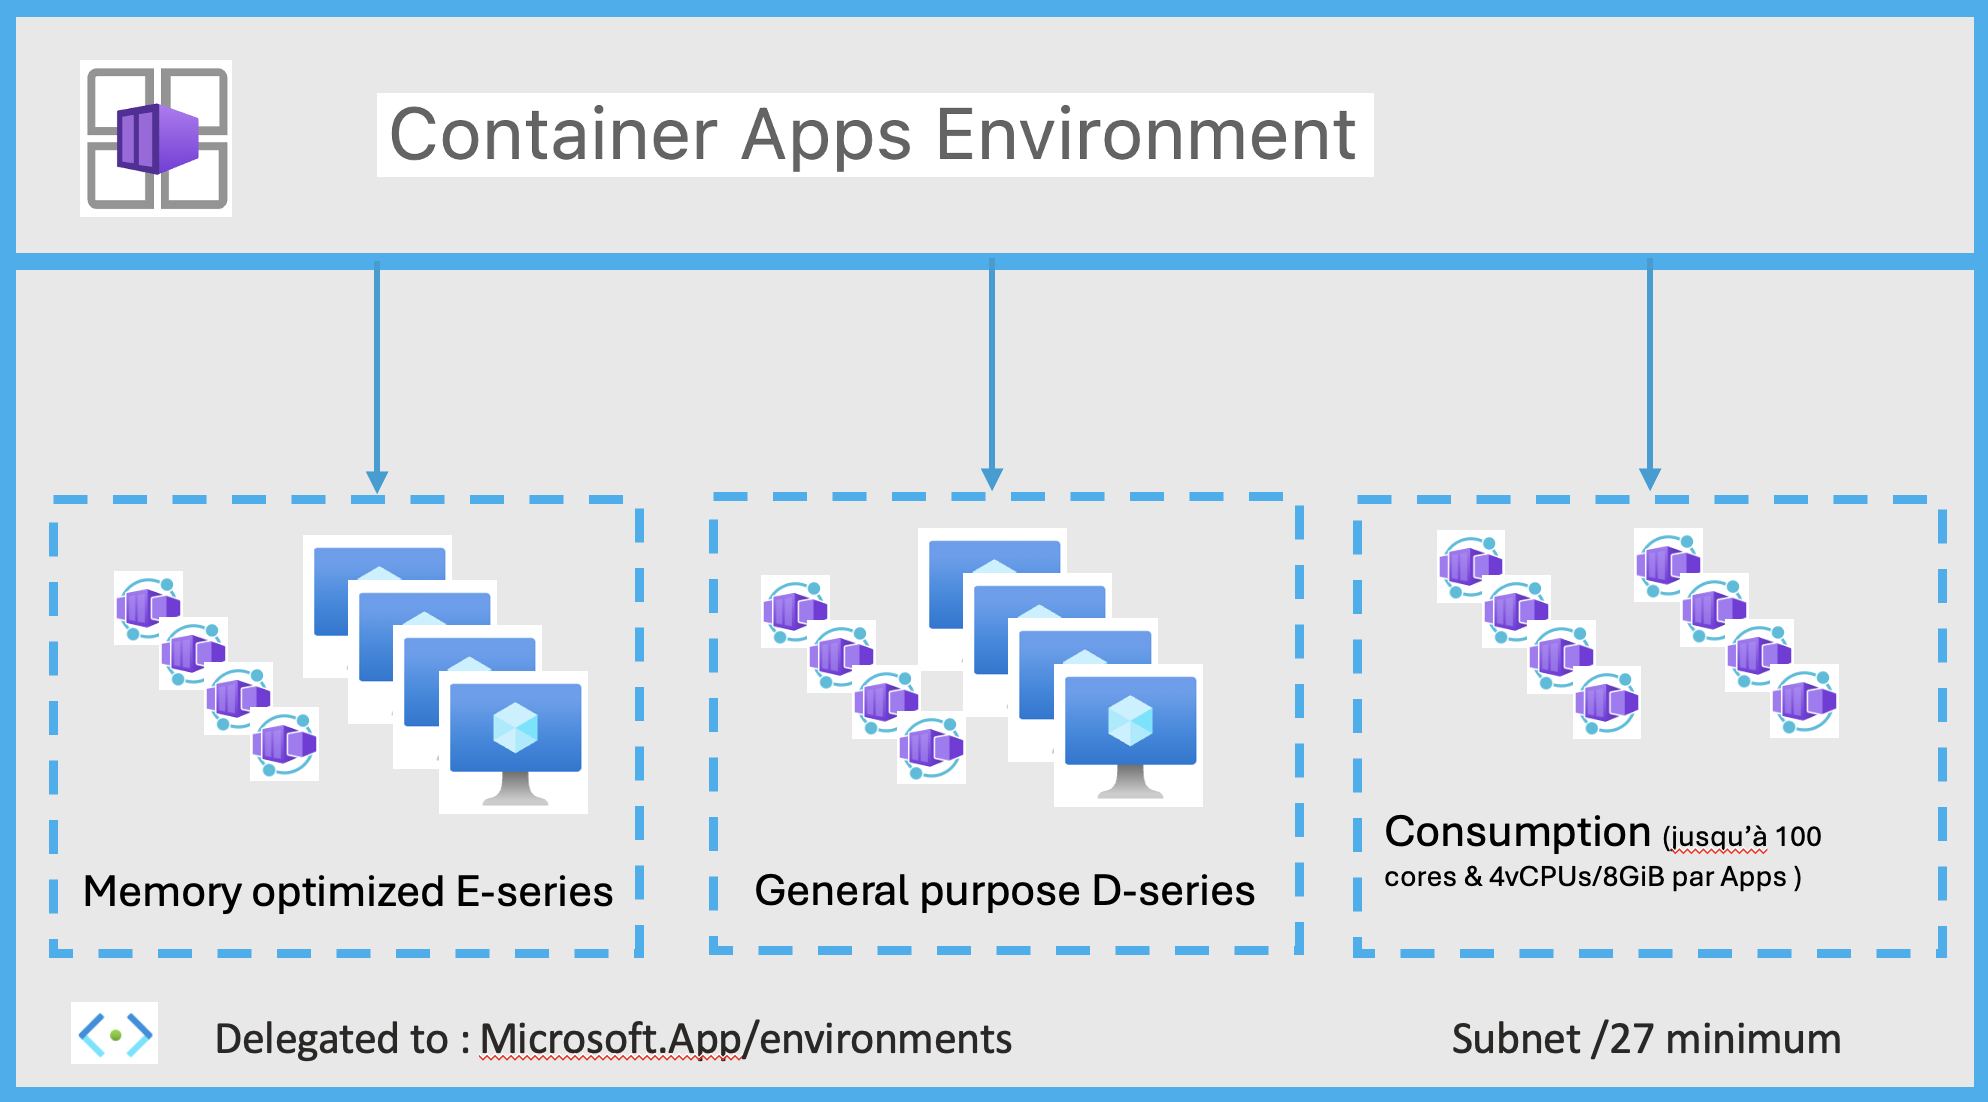 Container Apps Environment
Memory optimized E-series
General purpose D-series
Consumption (jusqu’à 100
cores & 4vCPUs/8GiB par Apps )
Delegated to : Microsoft.App/environments
Subnet /27 minimum